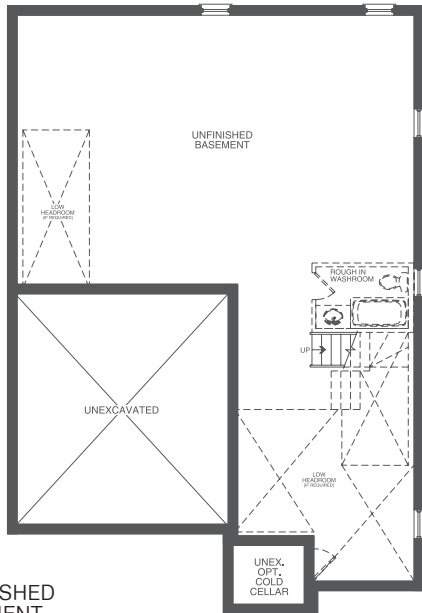 UNFINISHED
BASEMENT
LOW
HEADROOM
(IF REQUIRED)
ROUGH IN
WASHROOM
UP
UNEXCAVATED
LOW
HEADROOM
(IF REQUIRED)
UNEX.
OPT.
COLD
CELLAR
SHED
MENT